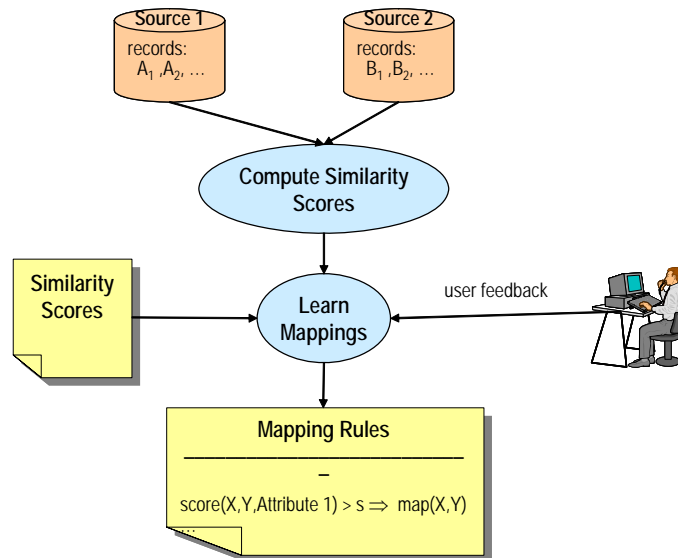 Source 1
records:
A1 ,A2, …
Source 2
records:
B1 ,B2, …
Compute Similarity
Scores
Similarity
Scores
Learn
Mappings
user feedback
Mapping Rules
___________________________
_
score(X,Y,Attribute 1) > s ⇒ map(X,Y)
…